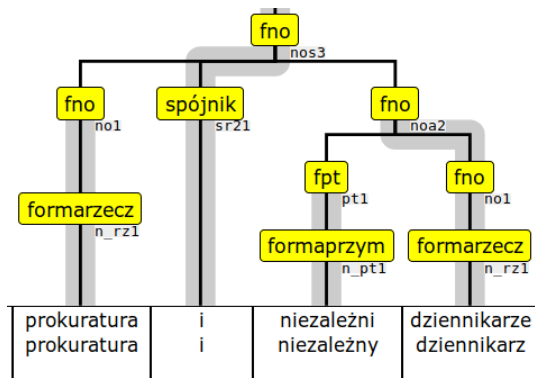 fno
nos3
fno spójnik fno
no1 sr21 noa2
fpt fno
pt1 no1
formarzecz formaprzym formarzecz
n_rz1 n_pt1 n_rz1
prokuratura i niezależni dziennikarze
prokuratura i niezależny dziennikarz